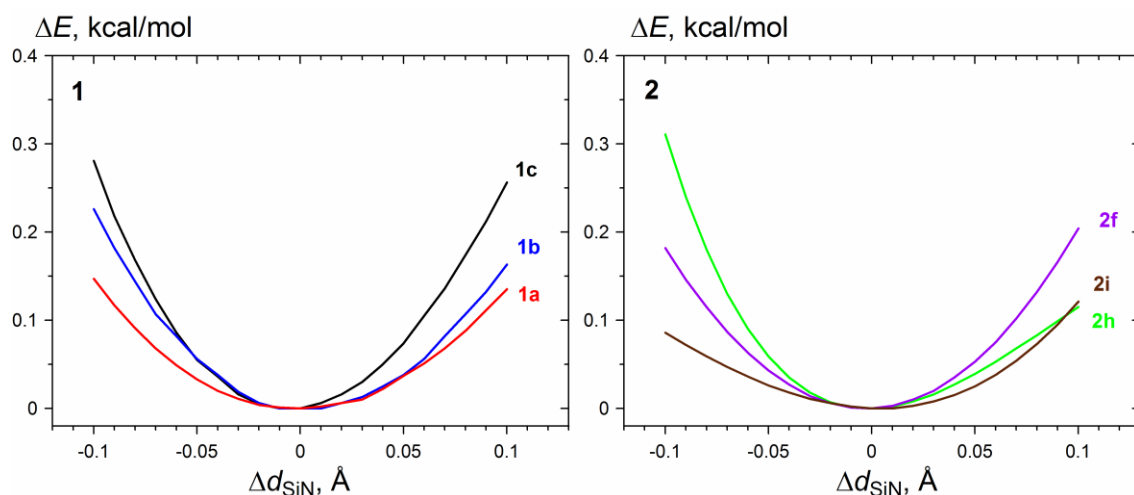 ΔE, kcal/mol
0.4
0.3
0.2
0.1
0
1
1c
1b
1a
-0.1 -0.05 0 0.05 0.1
Δd_SiN, Å
ΔE, kcal/mol
0.4
0.3
0.2
0.1
0
2
2f
2i
2h
-0.1 -0.05 0 0.05 0.1
Δd_SiN, Å